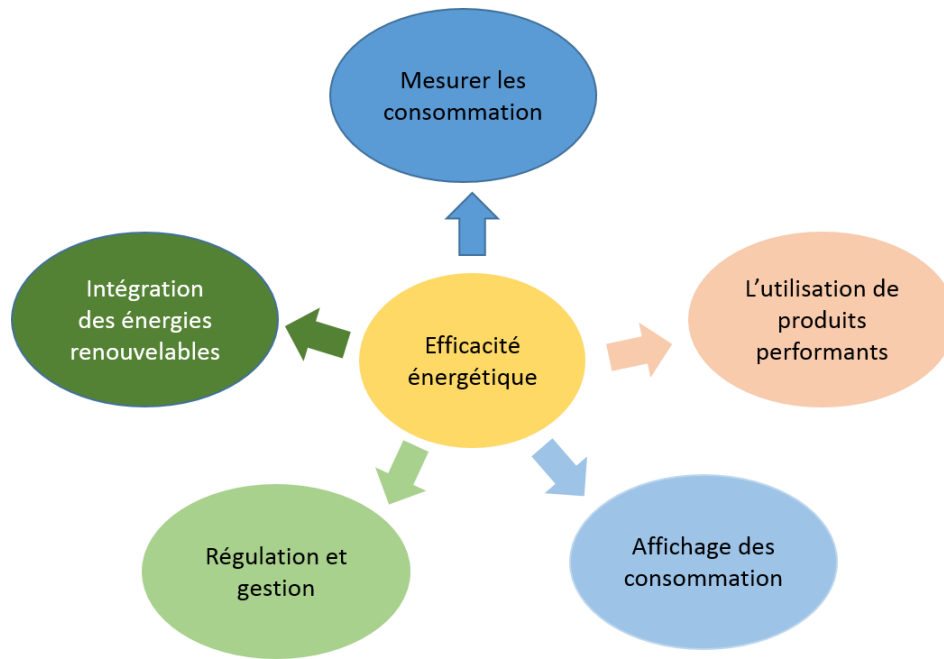 Mesurer les
consommation
Intégration
des énergies
renouvelables
L’utilisation de
produits
performants
Efficacité
énergétique
Régulation et
gestion
Affichage des
consommation